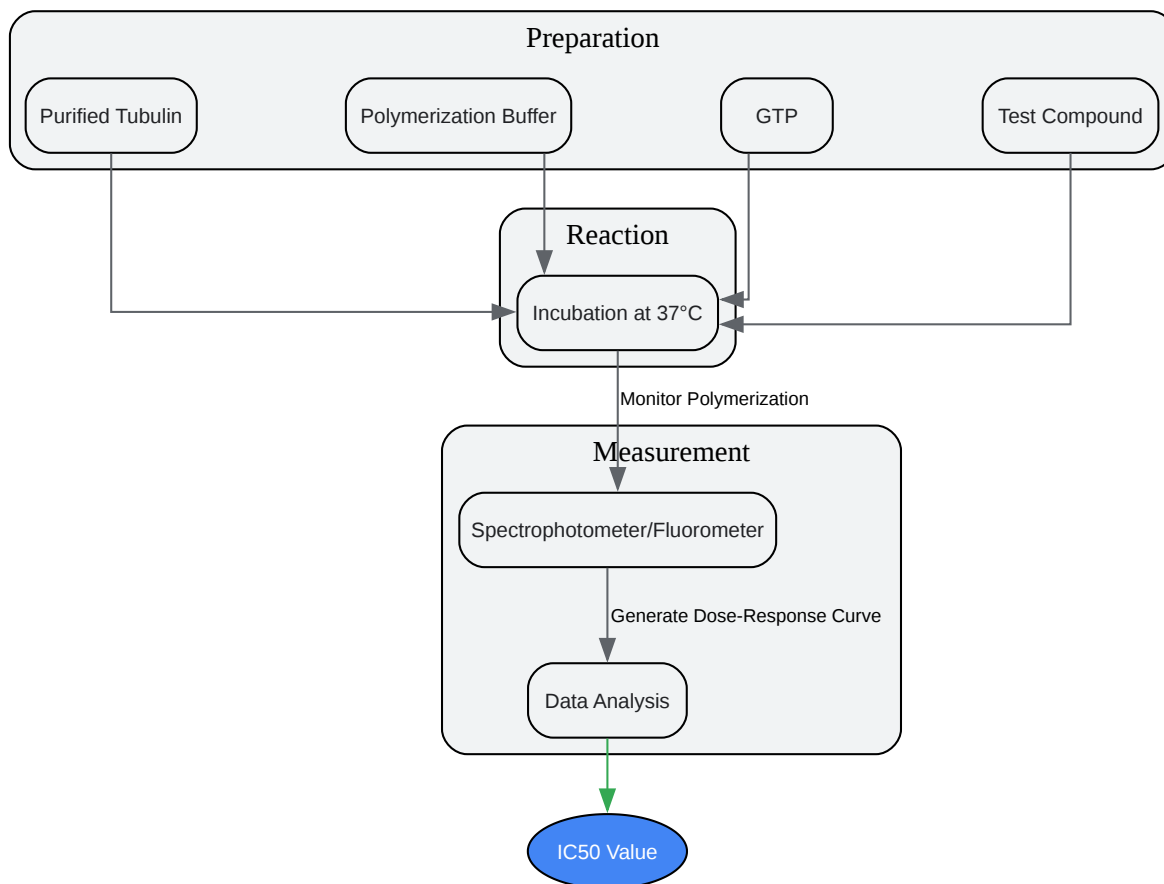 Preparation
Purified Tubulin
Polymerization Buffer
GTP
Test Compound
Reaction
Incubation at 37°C
Monitor Polymerization
Measurement
Spectrophotometer/Fluorometer
Generate Dose-Response Curve
Data Analysis
IC50 Value